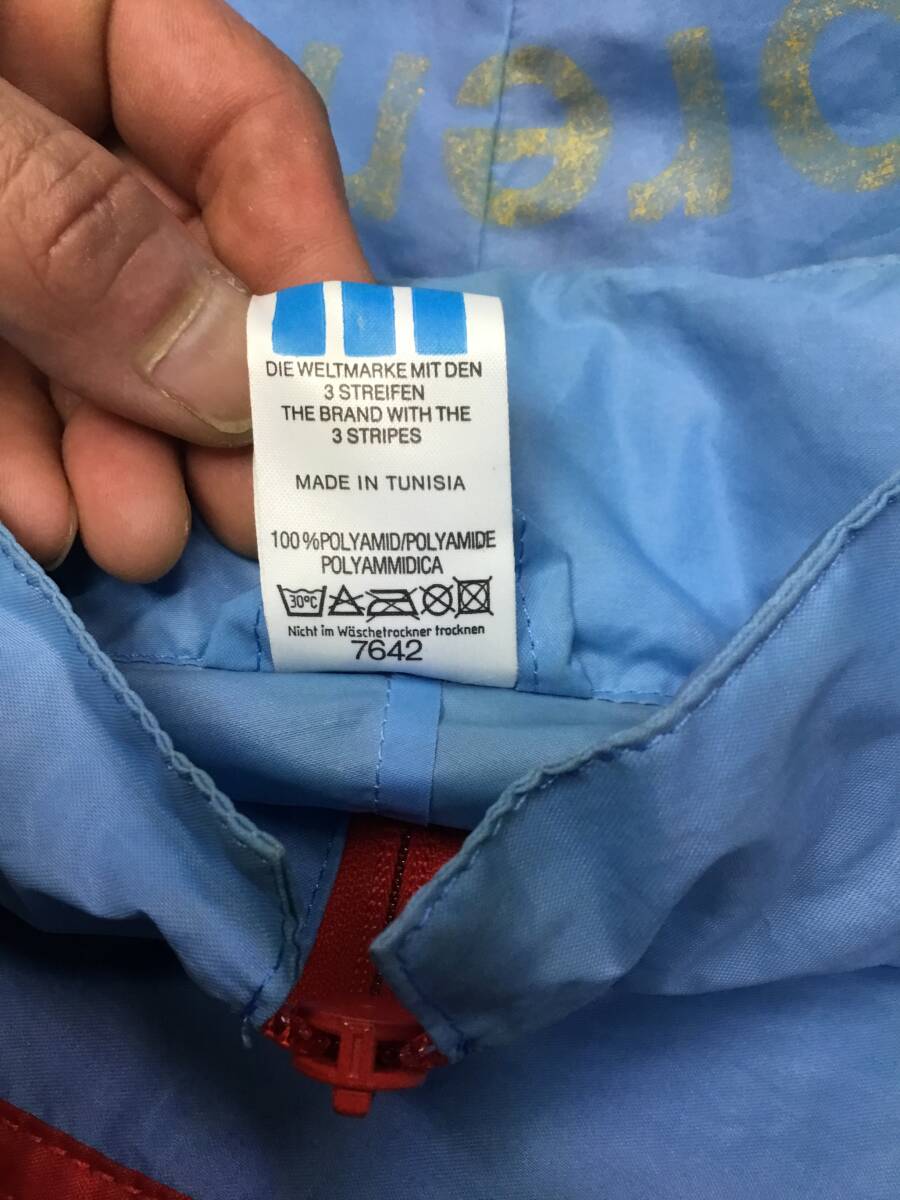 DIE WELTMARKE MIT DEN
3 STREIFEN
THE BRAND WITH THE
3 STRIPES
MADE IN TUNISIA
100%POLYAMID/POLYAMIDE
POLYAMMIDICA
30°C
Nicht im Wäschetrockner trocknen
7642